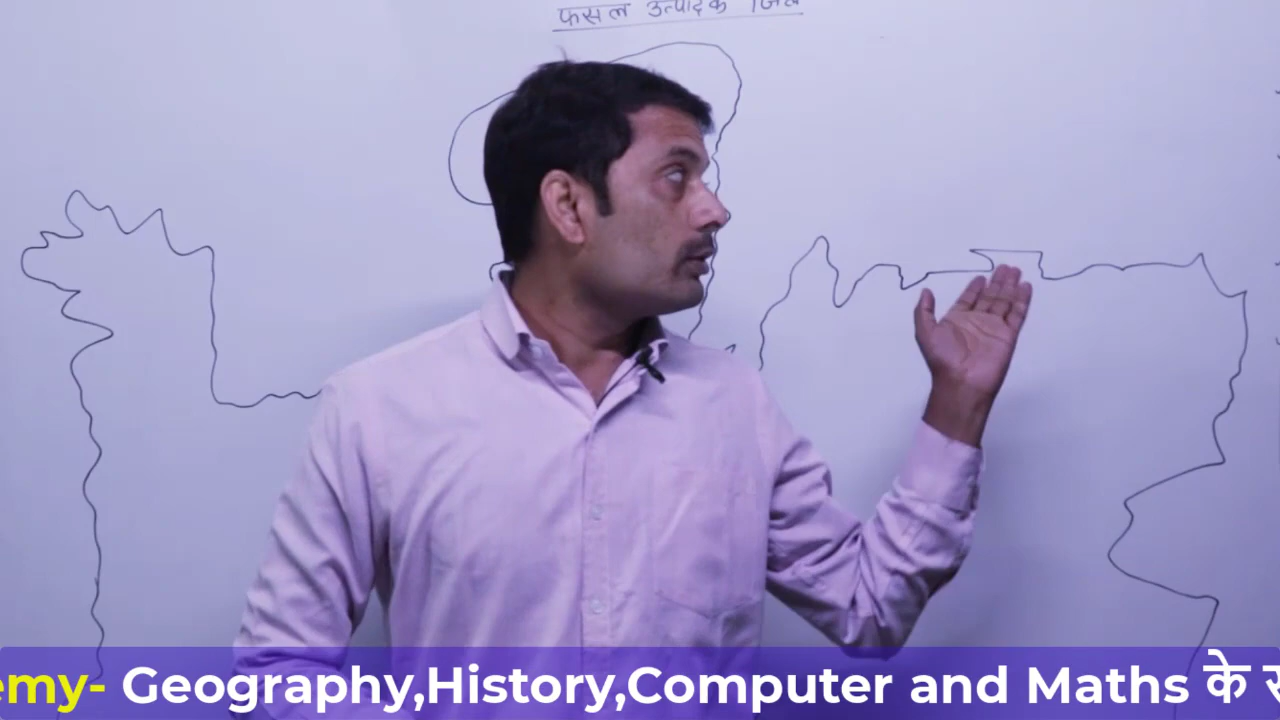 फसल उत्पादक
emy- Geography,History,Computer and Maths के